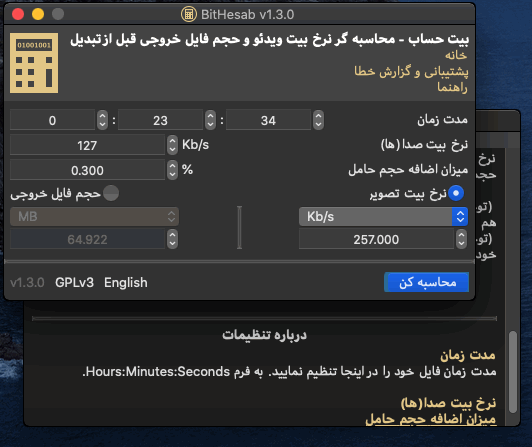 BitHesab v1.3.0
01001001
بیت حساب - محاسبه گر نرخ بیت ویدئو و حجم فایل خروجی قبل از تبدیل
خانه
پشتیبانی و گزارش خطا
راهنما
مدت زمان
0 : 23 : 34
نرخ بیت صدا(ها)
127 Kb/s
میزان اضافه حجم حامل
0.300 %
نرخ بیت تصویر
حجم فایل خروجی
Kb/s
MB
257.000
64.922
محاسبه کن
v1.3.0 GPLv3 English
نرخ
حجم
(تو
هم
(تو
خود
درباره تنظیمات
مدت زمان
مدت زمان فایل خود را در اینجا تنظیم نمایید. به فرم Hours:Minutes:Seconds.
نرخ بیت صدا(ها)
میزان اضافه حجم حامل